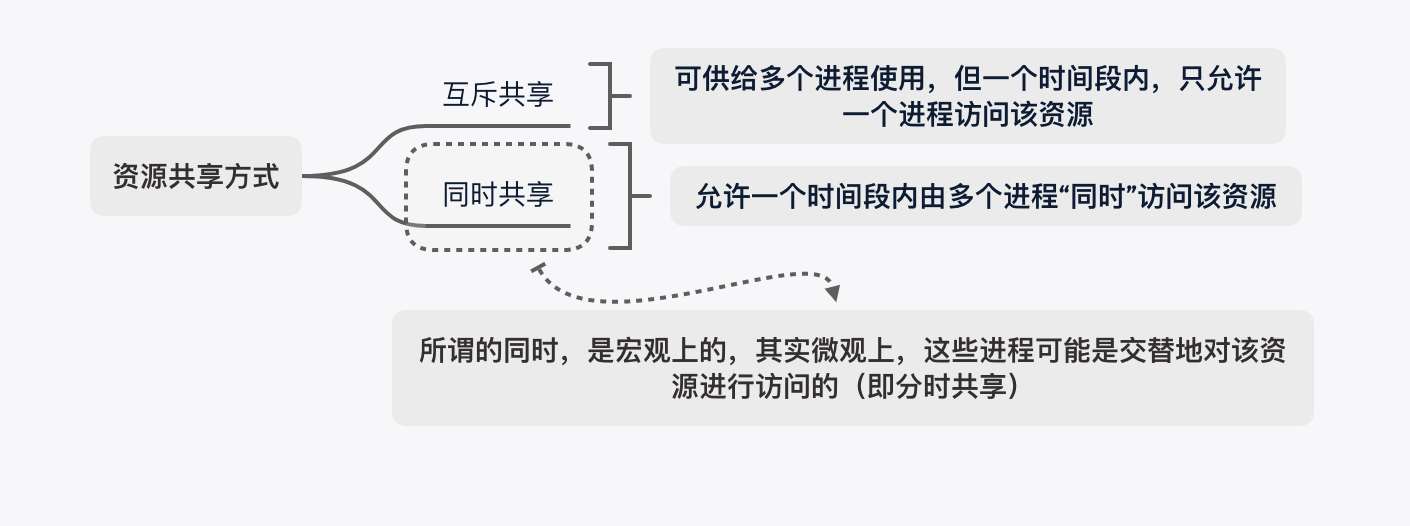 资源共享方式
互斥共享
可供给多个进程使用，但一个时间段内，只允许
一个进程访问该资源
同时共享
允许一个时间段内由多个进程“同时”访问该资源
所谓的同时，是宏观上的，其实微观上，这些进程可能是交替地对该资
源进行访问的（即分时共享）